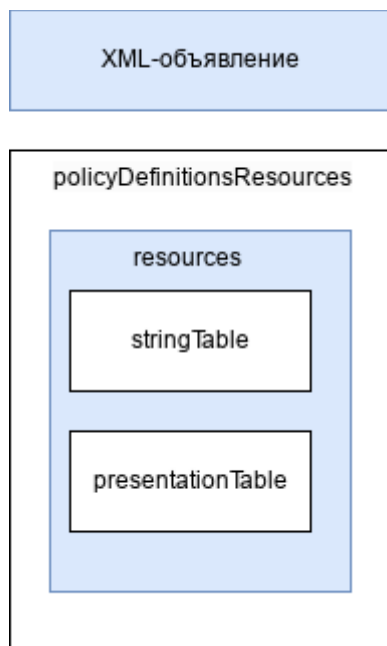 XML-объявление
policyDefinitionsResources
resources
stringTable
presentationTable